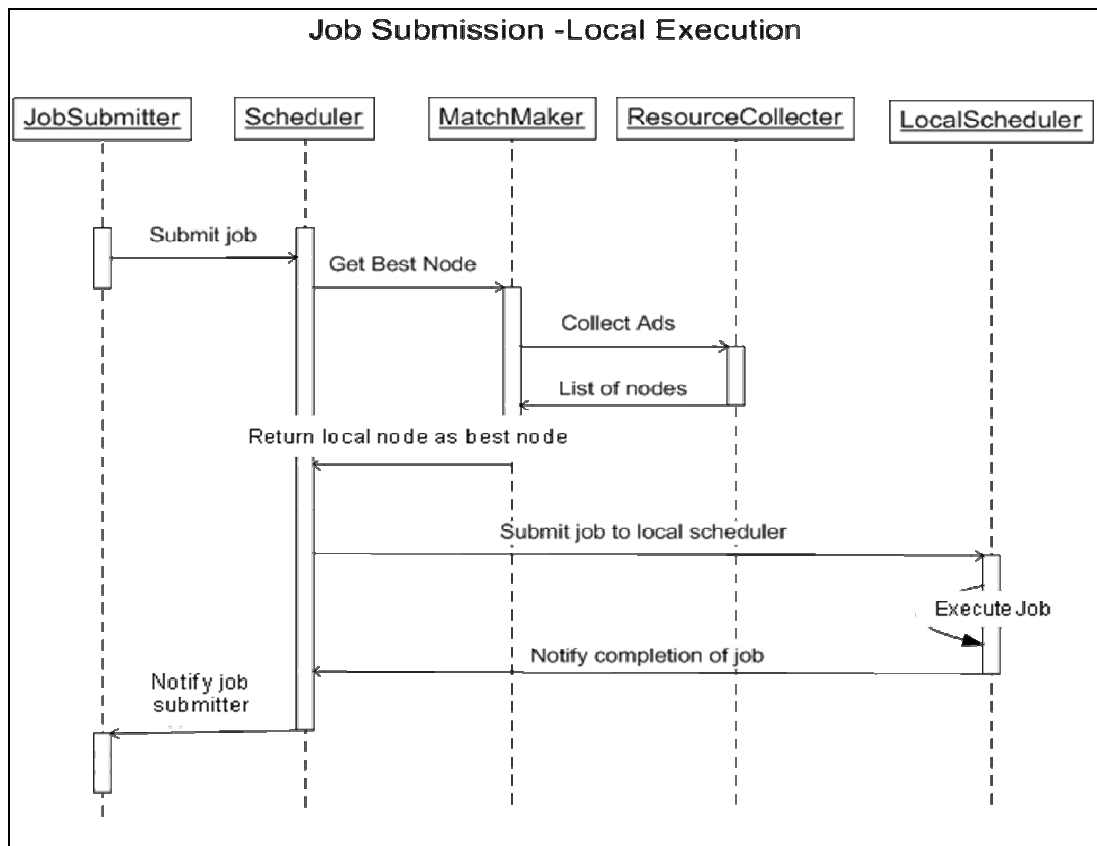 Job Submission -Local Execution
JobSubmitter
Scheduler
MatchMaker
ResourceCollecter
LocalScheduler
Submit job
Get Best Node
Collect Ads
List of nodes
Return local node as best node
Submit job to local scheduler
Execute Job
Notify completion of job
Notify job
submitter